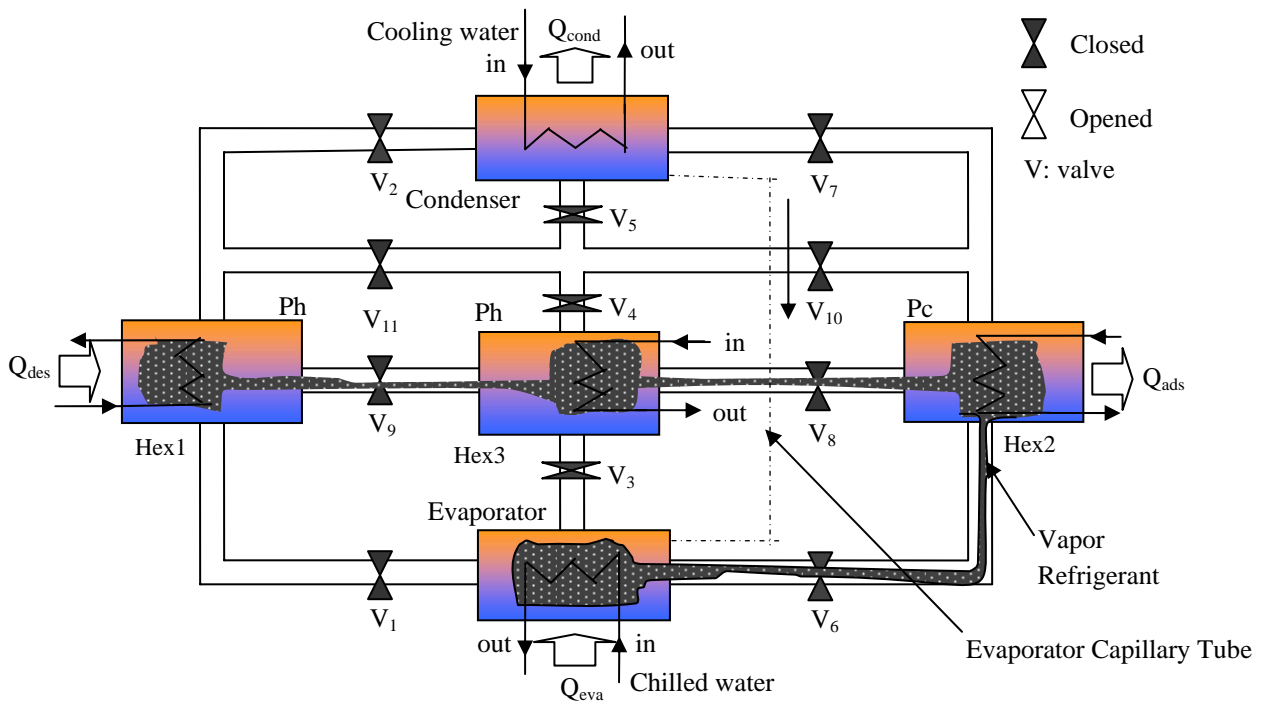 Cooling water
in
Qcond
out
Closed
Opened
V: valve
V2
Condenser
V5
V7
V11
V4
V10
Ph
Ph
Pc
in
out
Qdes
Qads
V9
V8
Hex1
Hex3
Hex2
V3
Evaporator
Vapor
Refrigerant
V1
V6
out
in
Qeva
Chilled water
Evaporator Capillary Tube